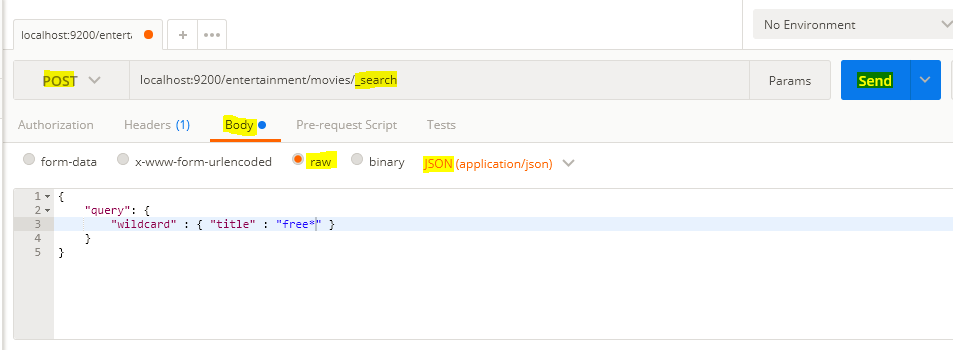 No Environment
localhost:9200/enterta
+ •••
POST localhost:9200/entertainment/movies/_search Params Send
Authorization Headers (1) Body Pre-request Script Tests
form-data x-www-form-urlencoded raw binary JSON (application/json)
1 {
2 "query": {
3 "wildcard" : { "title" : "free*" }
4 }
5 }